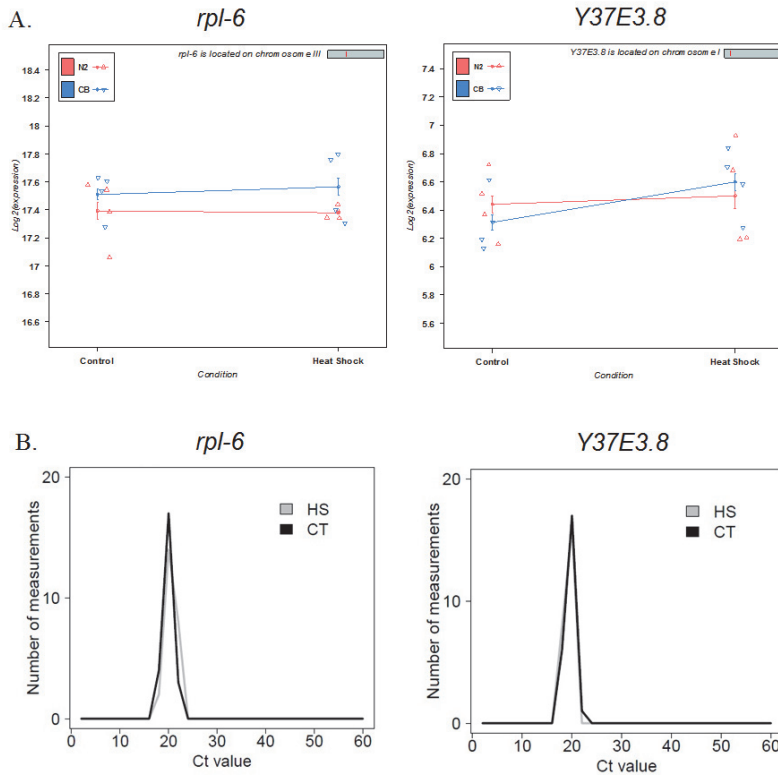 A.
rpl-6
rpl-6 is located on chromosome III
N2
CB
18.4
18.2
18
17.8
17.6
17.4
17.2
17
16.8
16.6
Log2(expression)
Control
Heat Shock
Condition
Y37E3.8
Y37E3.8 is located on chromosome I
N2
CB
7.4
7.2
7
6.8
6.6
6.4
6.2
6
5.8
5.6
Log2(expression)
Control
Heat Shock
Condition
B.
rpl-6
Number of measurements
20
10
0
HS
CT
0 10 20 30 40 50 60
Ct value
Y37E3.8
Number of measurements
20
10
0
HS
CT
0 10 20 30 40 50 60
Ct value